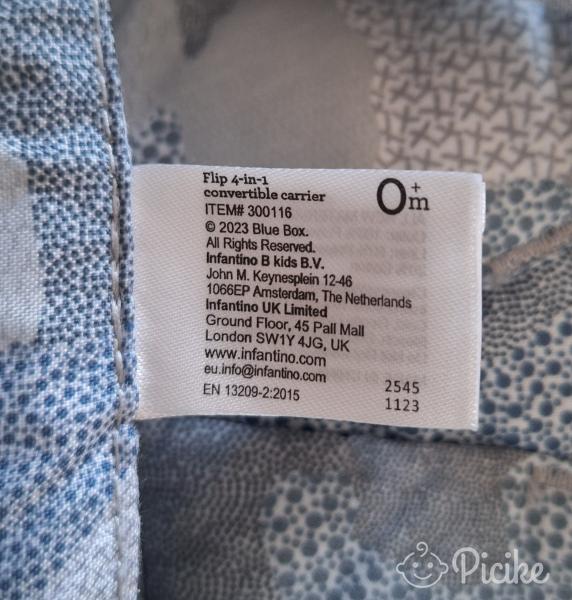 Flip 4-in-1
convertible carrier
0+m
ITEM# 300116
© 2023 Blue Box.
All Rights Reserved.
Infantino B kids B.V.
John M. Keynesplein 12-46
1066EP Amsterdam, The Netherlands
Infantino UK Limited
Ground Floor, 45 Pall Mall
London SW1Y 4JG, UK
www.infantino.com
eu.info@infantino.com
EN 13209-2:2015
2545
1123
Picike